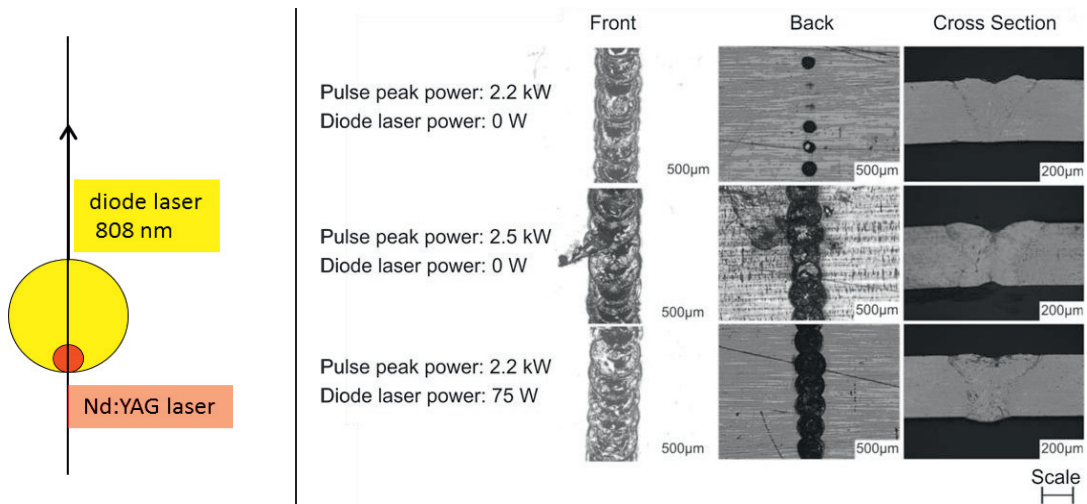 diode laser
808 nm
Nd:YAG laser
Front
Back
Cross Section
Pulse peak power: 2.2 kW
Diode laser power: 0 W
500µm
500µm
200µm
Pulse peak power: 2.5 kW
Diode laser power: 0 W
500µm
500µm
200µm
Pulse peak power: 2.2 kW
Diode laser power: 75 W
500µm
500µm
200µm
Scale